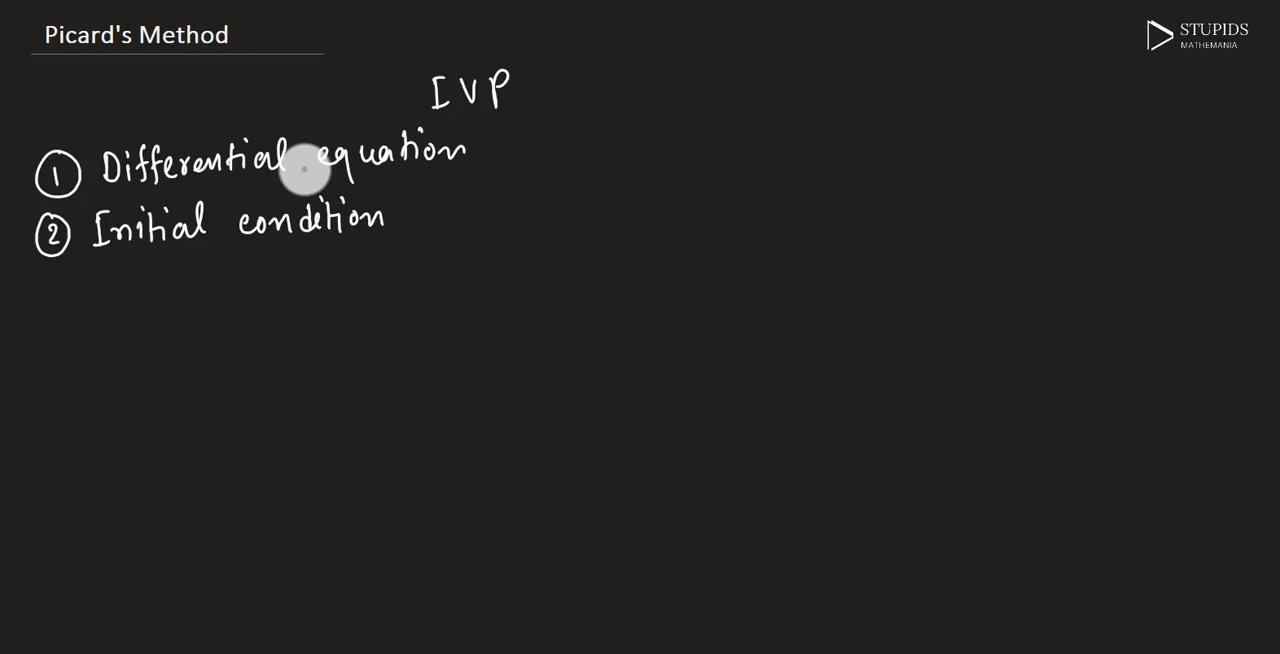 Picard's Method
STUPIDS
MATHEMANIA
IVP
① Differential equation
② Initial condition